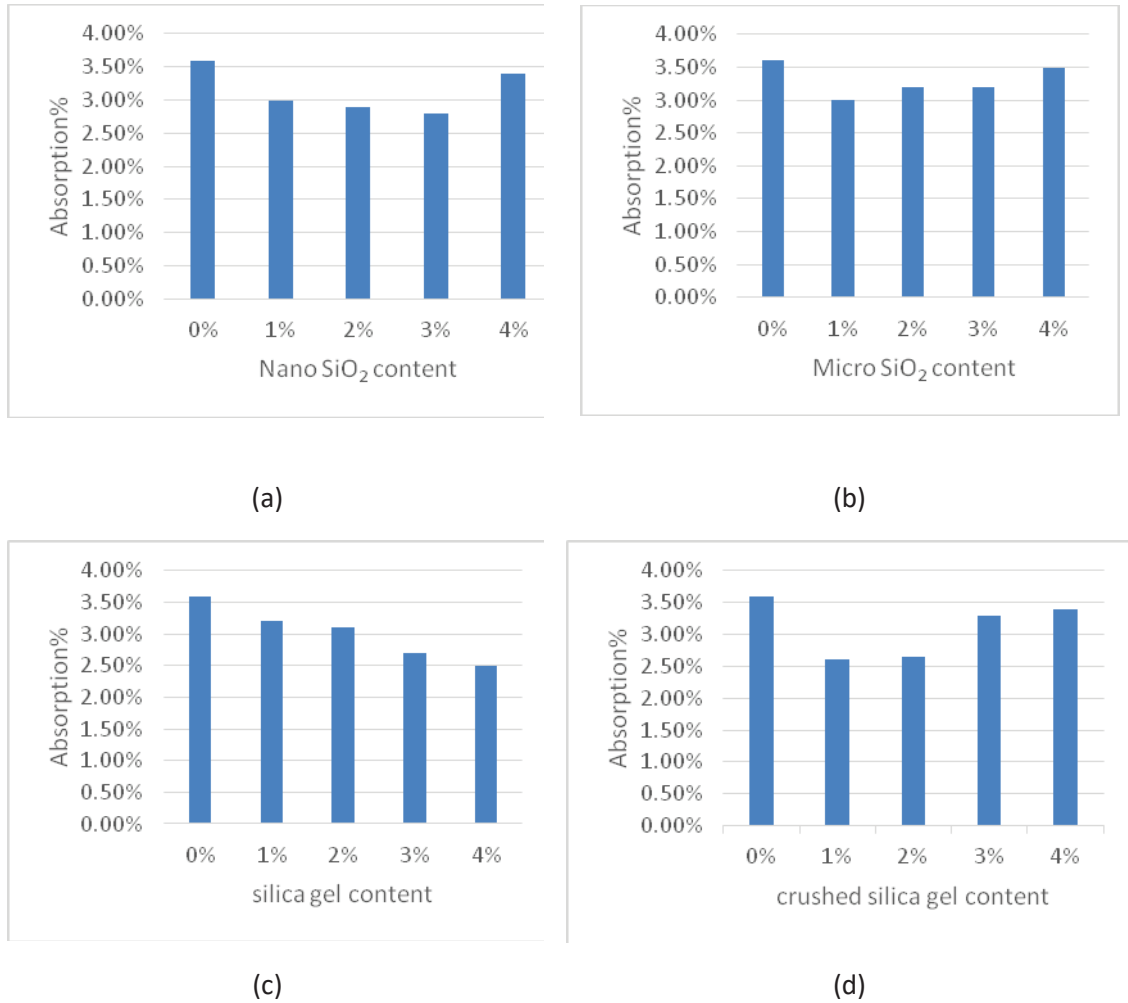 4.00%
3.50%
3.00%
2.50%
2.00%
1.50%
1.00%
0.50%
0.00%
Absorption%
0% 1% 2% 3% 4%
Nano SiO₂ content
(a)
4.00%
3.50%
3.00%
2.50%
2.00%
1.50%
1.00%
0.50%
0.00%
Absorption%
0% 1% 2% 3% 4%
Micro SiO₂ content
(b)
4.00%
3.50%
3.00%
2.50%
2.00%
1.50%
1.00%
0.50%
0.00%
Absorption%
0% 1% 2% 3% 4%
silica gel content
(c)
4.00%
3.50%
3.00%
2.50%
2.00%
1.50%
1.00%
0.50%
0.00%
Absorption%
0% 1% 2% 3% 4%
crushed silica gel content
(d)